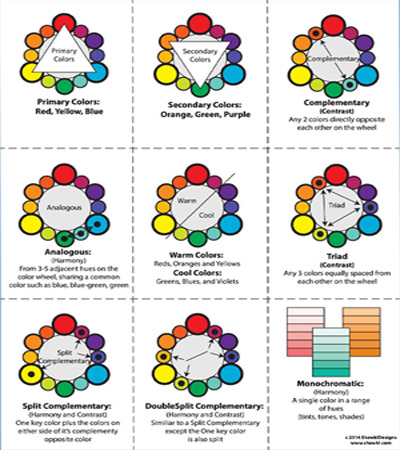 Primary
Colors
Primary Colors:
Red, Yellow, Blue
Secondary
Colors
Secondary Colors:
Orange, Green, Purple
Complementary
Complementary
(Contrast)
Any 2 colors directly opposite
each other on the wheel
Analogous
Analogous:
(Harmony)
From 3-5 adjacent hues on the
color wheel, sharing a common
color such as blue, blue-green, green
Warm
Cool
Warm Colors:
Reds, Oranges and Yellows
Cool Colors:
Greens, Blues, and Violets
Triad
Triad
(Contrast)
Any 3 colors equally spaced from
each other on the wheel
Split
Complementary
Split Complementary:
(Harmony and Contrast)
One key color plus the colors on
either side of it's complementy
opposite color
DoubleSplit Complementary:
(Harmony and Contrast)
Similiar to a Split Complementary
except the One key color
is also split
Monochromatic:
(Harmony)
A single color in a range
of hues
(tints, tones, shades)
c 2014 ShawkiDesigns
www.shawkl.com